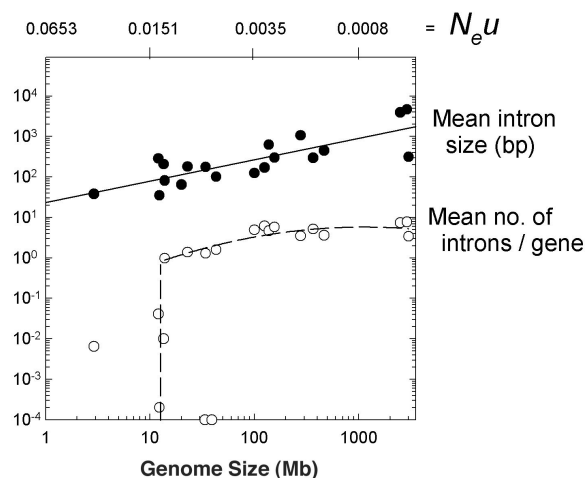 0.0653 0.0151 0.0035 0.0008 = Neu
10⁴
10³
Mean intron
size (bp)
10²
10¹
Mean no. of
introns / gene
10⁰
10⁻¹
10⁻²
10⁻³
10⁻⁴
1 10 100 1000
Genome Size (Mb)